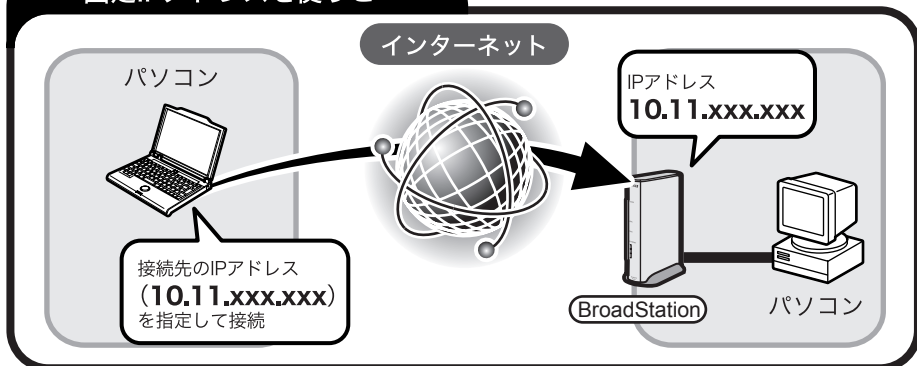 固定IPアドレスを使うと
インターネット
パソコン
IPアドレス
10.11.xxx.xxx
接続先のIPアドレス
（10.11.xxx.xxx）
を指定して接続
BroadStation
パソコン